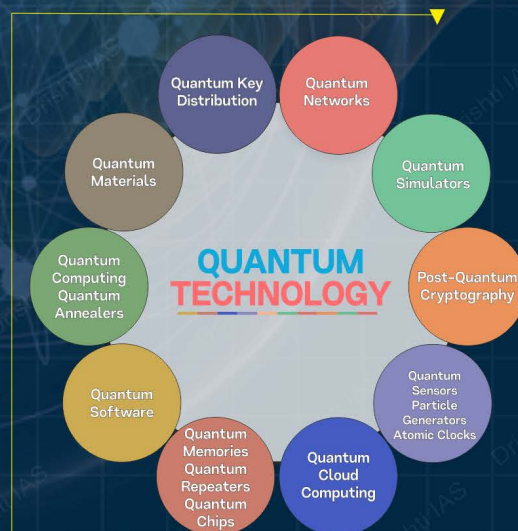 Quantum Key
Distribution
Quantum
Networks
Quantum
Materials
Quantum
Simulators
Quantum
Computing
Quantum
Annealers
QUANTUM
TECHNOLOGY
Post-Quantum
Cryptography
Quantum
Software
Quantum
Sensors
Particle
Generators
Atomic Clocks
Quantum
Memories
Quantum
Repeaters
Quantum
Chips
Quantum
Cloud
Computing